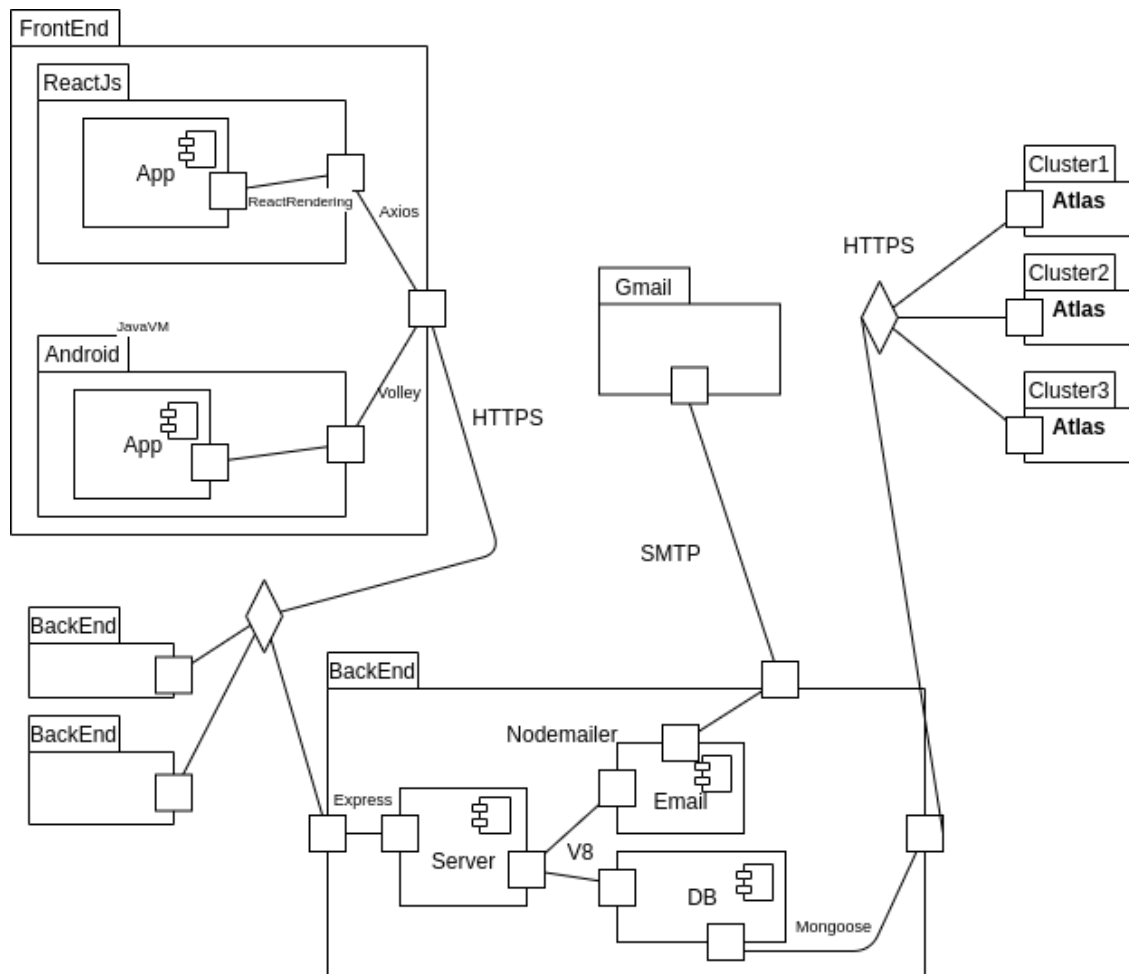 FrontEnd
ReactJs
App
ReactRendering
Axios
JavaVM
Android
App
Volley
HTTPS
Gmail
SMTP
HTTPS
Cluster1
Atlas
Cluster2
Atlas
Cluster3
Atlas
BackEnd
BackEnd
BackEnd
Nodemailer
Email
Express
Server
V8
DB
Mongoose